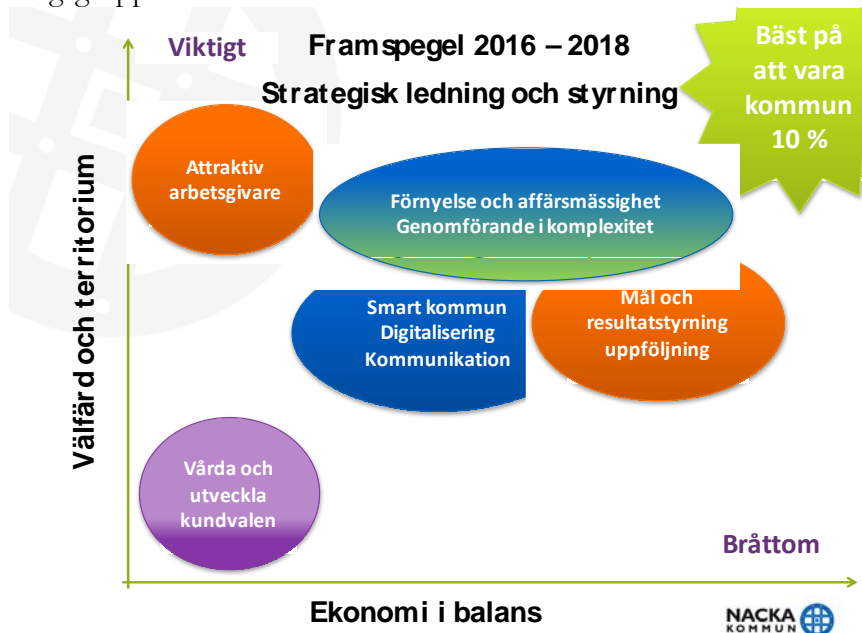 Viktigt
Framspegel 2016 – 2018
Strategisk ledning och styrning
Bäst på
att vara
kommun
10 %
Attraktiv
arbetsgivare
Förnyelse och affärsmässighet
Genomförande i komplexitet
Smart kommun
Digitalisering
Kommunikation
Mål och
resultatstyrning
uppföljning
Välfärd och territorium
Vårda och
utveckla
kundvalen
Bråttom
Ekonomi i balans
NACKA
KOMMUN